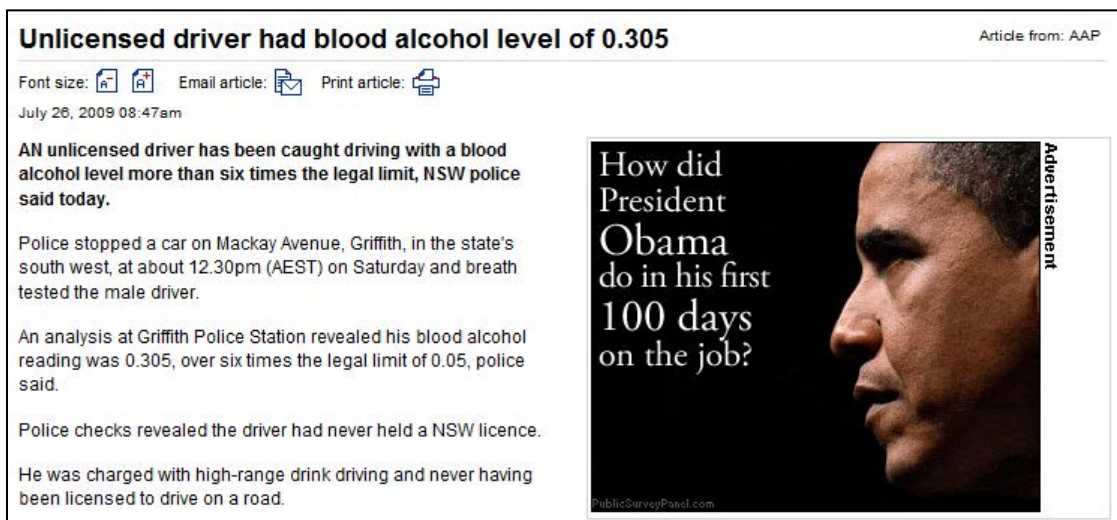 Unlicensed driver had blood alcohol level of 0.305
Article from: AAP
Font size: A- A+ Email article: Print article:
July 26, 2009 08:47am
AN unlicensed driver has been caught driving with a blood
alcohol level more than six times the legal limit, NSW police
said today.
Police stopped a car on Mackay Avenue, Griffith, in the state's
south west, at about 12.30pm (AEST) on Saturday and breath
tested the male driver.
An analysis at Griffith Police Station revealed his blood alcohol
reading was 0.305, over six times the legal limit of 0.05, police
said.
Police checks revealed the driver had never held a NSW licence.
He was charged with high-range drink driving and never having
been licensed to drive on a road.
How did
President
Obama
do in his first
100 days
on the job?
PublicSurveyPanel.com
Advertisement